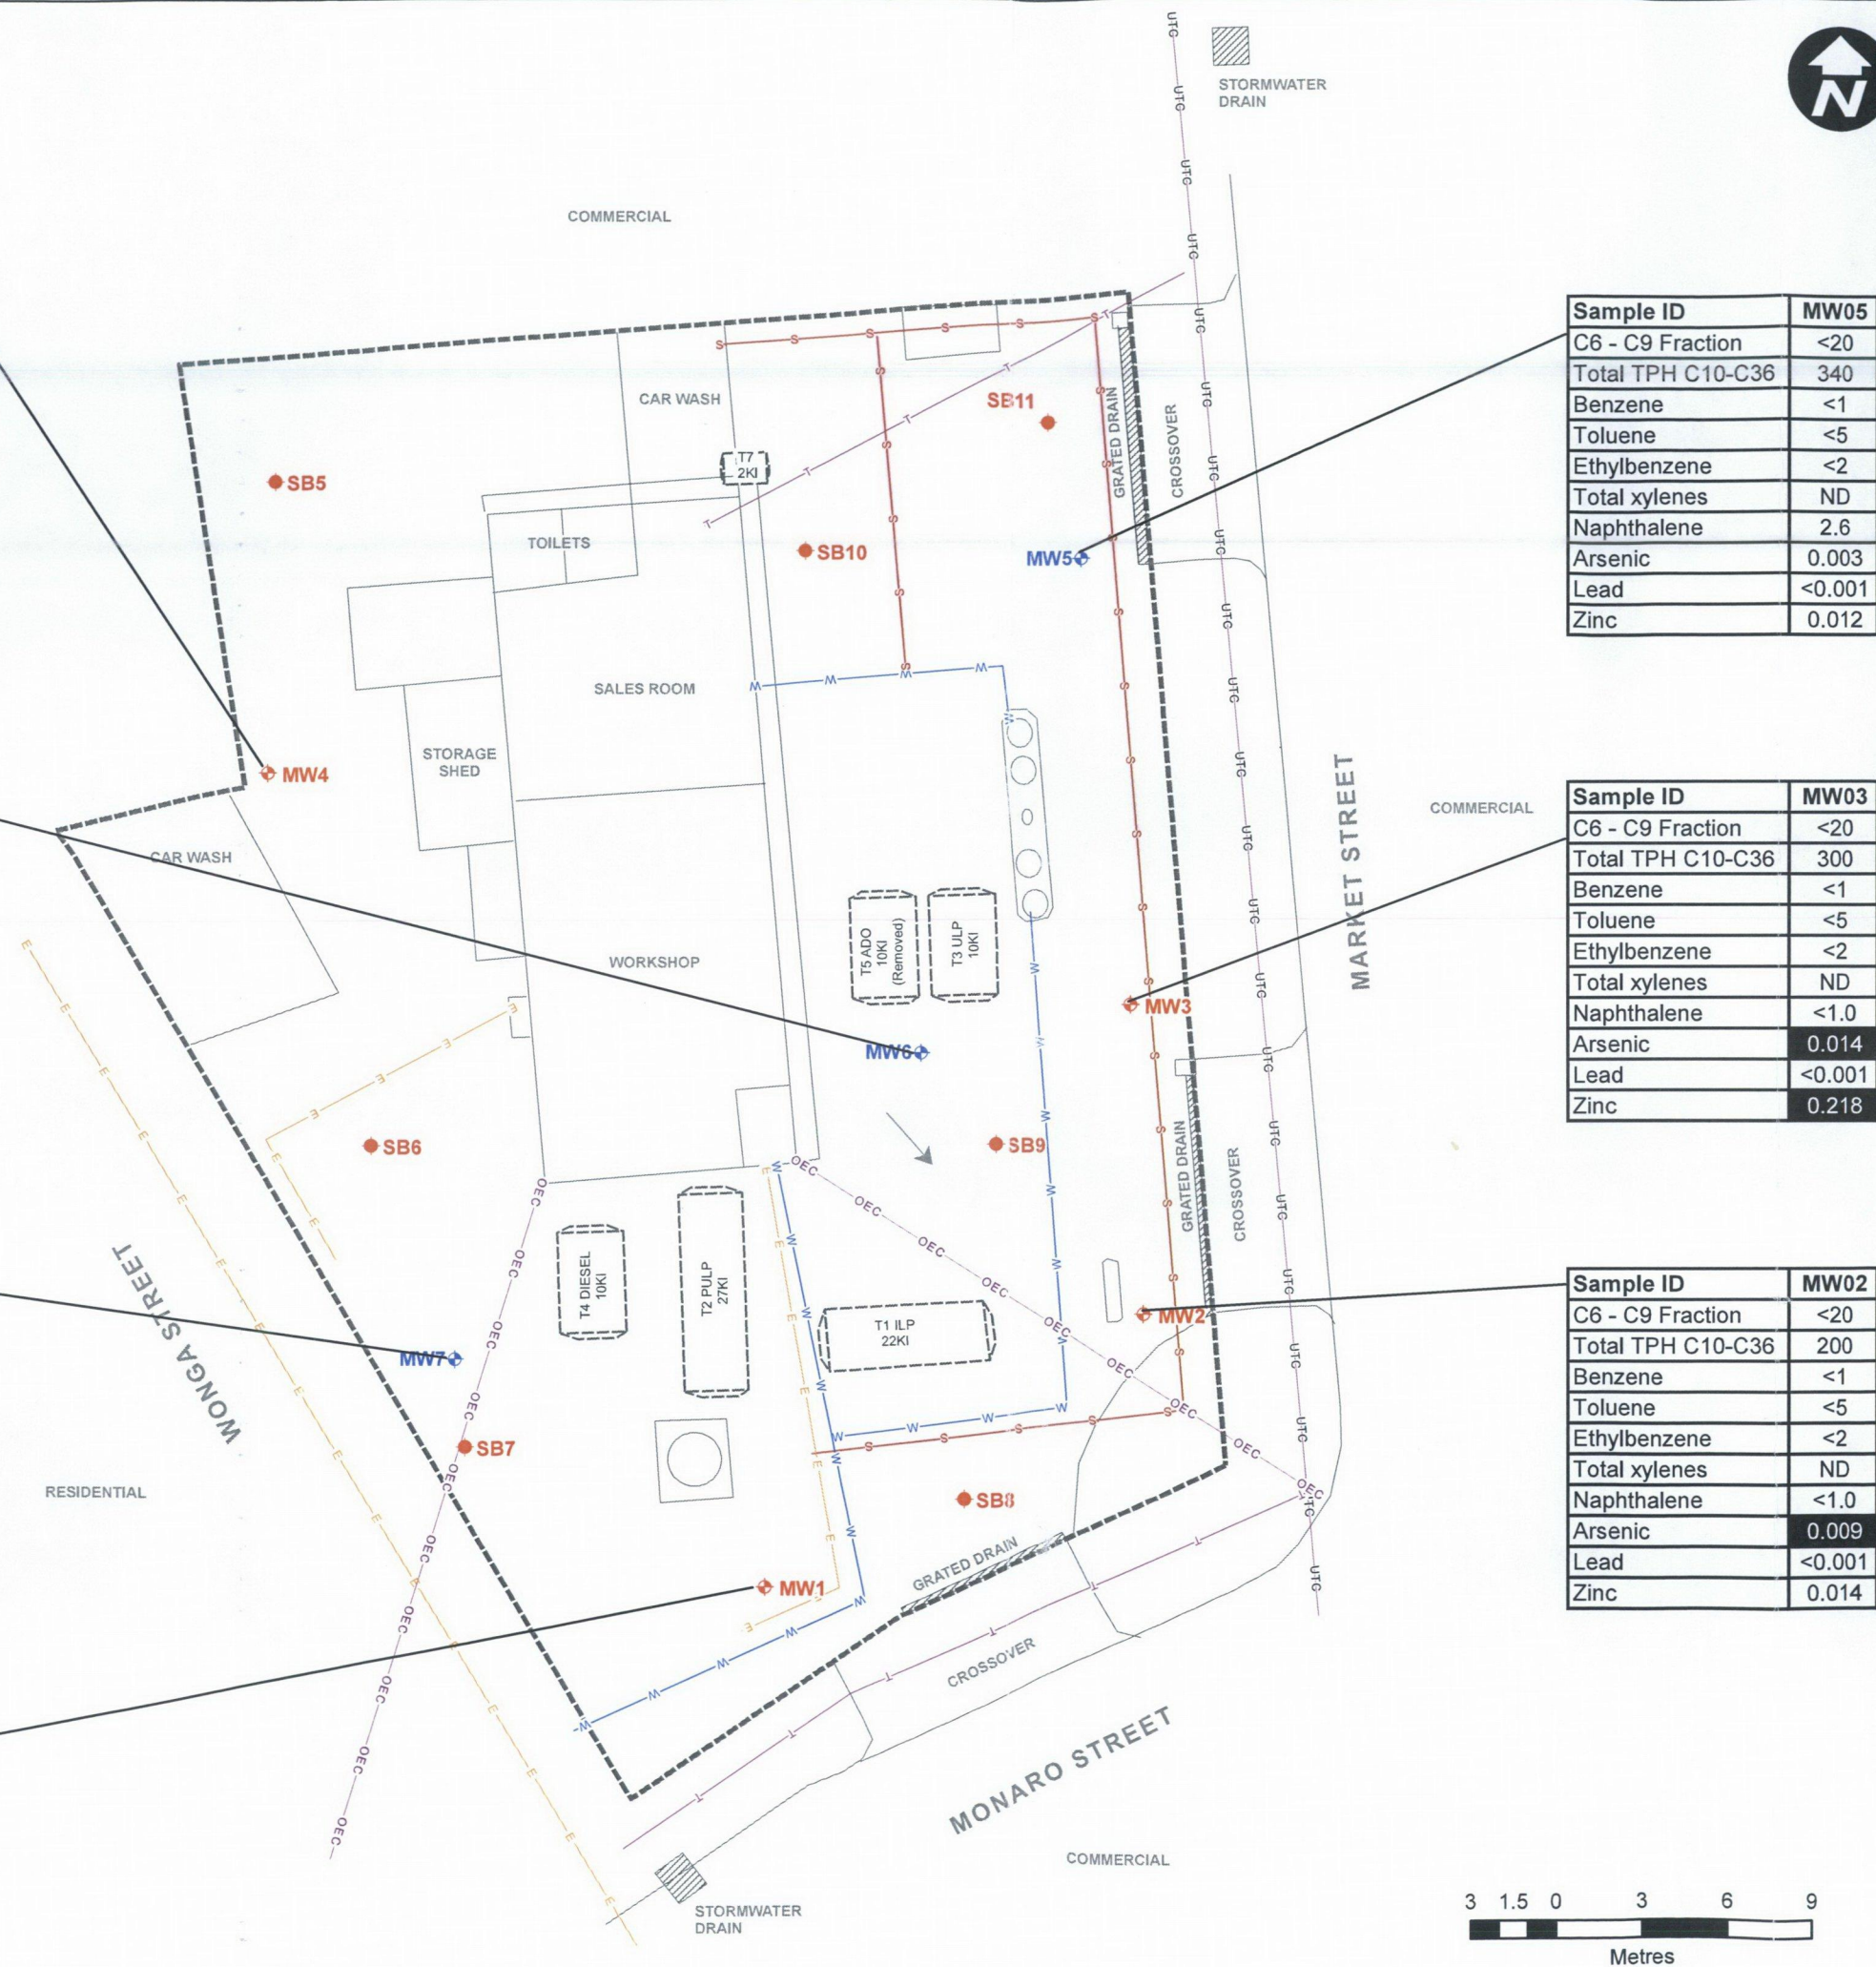 N
UTC
STORMWATER
DRAIN
UTC
UTC
UTC
COMMERCIAL
S S S S S S
UTC
T
CAR WASH
SB11
GRATED DRAIN
CROSSOVER
T7
2Kl
SB5
TOILETS
SB10
MW5
Sample ID MW05
C6 - C9 Fraction <20
Total TPH C10-C36 340
Benzene <1
Toluene <5
Ethylbenzene <2
Total xylenes ND
Naphthalene 2.6
Arsenic 0.003
Lead <0.001
Zinc 0.012
W W W W
SALES ROOM
STORAGE
SHED
MW4
CAR WASH
MARKET STREET
COMMERCIAL
Sample ID MW03
C6 - C9 Fraction <20
Total TPH C10-C36 300
Benzene <1
Toluene <5
Ethylbenzene <2
Total xylenes ND
Naphthalene <1.0
Arsenic 0.014
Lead <0.001
Zinc 0.218
WORKSHOP
T5 ADO
10Kl
(Removed)
T3 ULP
10Kl
MW3
MW6
E
SB6
SB9
GRATED DRAIN
CROSSOVER
OEC
WONGA STREET
T4 DIESEL
10Kl
T2 PULP
27Kl
T1 ILP
22Kl
MW2
Sample ID MW02
C6 - C9 Fraction <20
Total TPH C10-C36 200
Benzene <1
Toluene <5
Ethylbenzene <2
Total xylenes ND
Naphthalene <1.0
Arsenic 0.009
Lead <0.001
Zinc 0.014
MW7
SB7
RESIDENTIAL
SB8
GRATED DRAIN
MW1
CROSSOVER
MONARO STREET
COMMERCIAL
STORMWATER
DRAIN
3 1.5 0 3 6 9
Metres